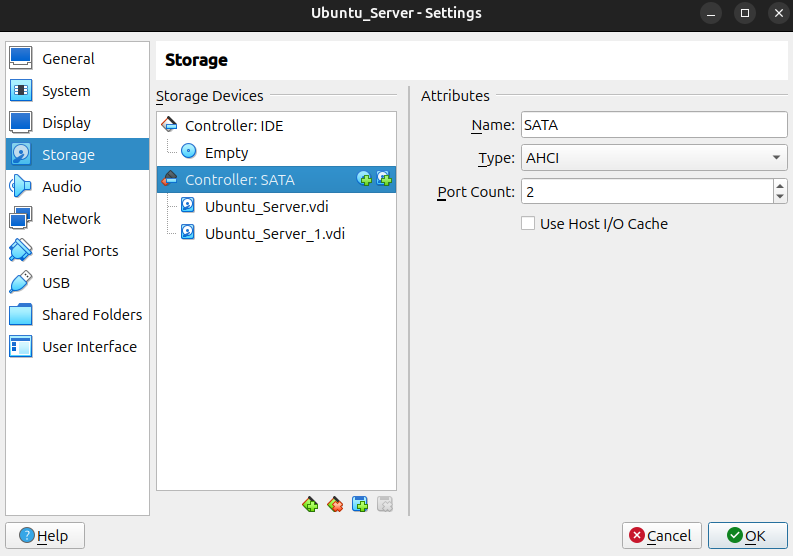 Ubuntu_Server - Settings
General
System
Display
Storage
Audio
Network
Serial Ports
USB
Shared Folders
User Interface
Storage
Storage Devices
Controller: IDE
Empty
Controller: SATA
Ubuntu_Server.vdi
Ubuntu_Server_1.vdi
Attributes
Name: SATA
Type: AHCI
Port Count: 2
Use Host I/O Cache
Help
Cancel
OK